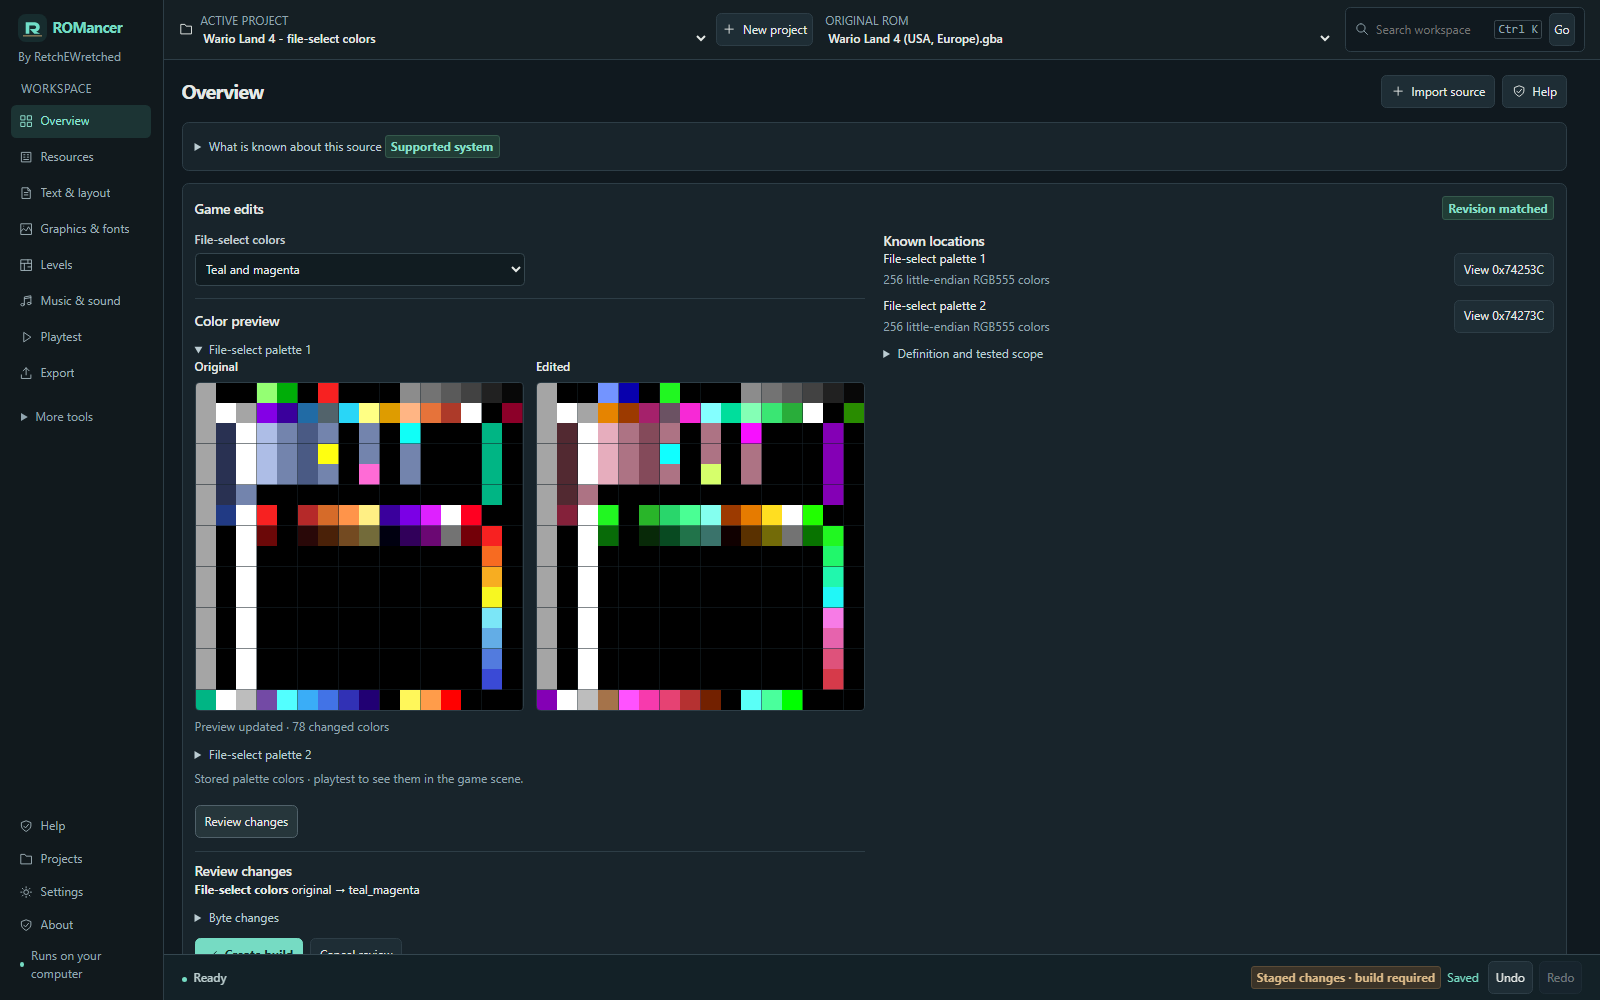 ROMancer
By RetchEWretched
WORKSPACE
Overview
Resources
Text & layout
Graphics & fonts
Levels
Music & sound
Playtest
Export
More tools
Help
Projects
Settings
About
Runs on your
computer
ACTIVE PROJECT
Wario Land 4 - file-select colors
New project
ORIGINAL ROM
Wario Land 4 (USA, Europe).gba
Search workspace
Ctrl K
Go
Overview
Import source
Help
What is known about this source Supported system
Game edits
Revision matched
File-select colors
Teal and magenta
Color preview
File-select palette 1
Original
Edited
Preview updated · 78 changed colors
File-select palette 2
Stored palette colors · playtest to see them in the game scene.
Review changes
Review changes
File-select colors original → teal_magenta
Byte changes
Create build
Cancel review
Known locations
File-select palette 1
256 little-endian RGB555 colors
View 0x74253C
File-select palette 2
256 little-endian RGB555 colors
View 0x74273C
Definition and tested scope
Ready
Staged changes · build required
Saved
Undo
Redo